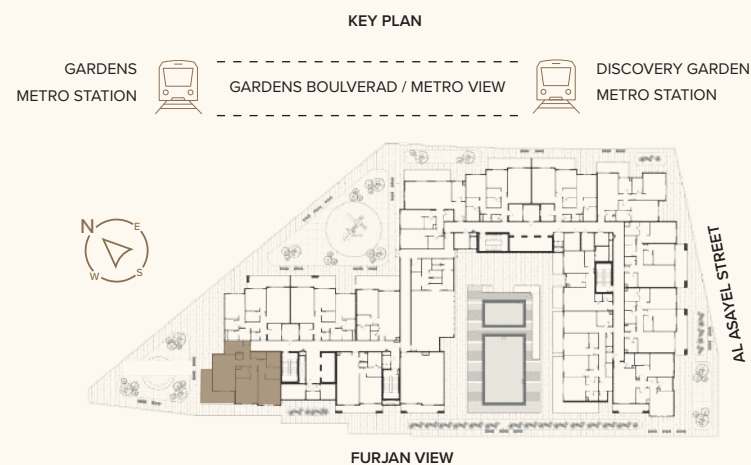 KEY PLAN
GARDENS
METRO STATION
GARDENS BOULVERAD / METRO VIEW
DISCOVERY GARDEN
METRO STATION
N
E
W
S
AL ASAYEL STREET
FURJAN VIEW